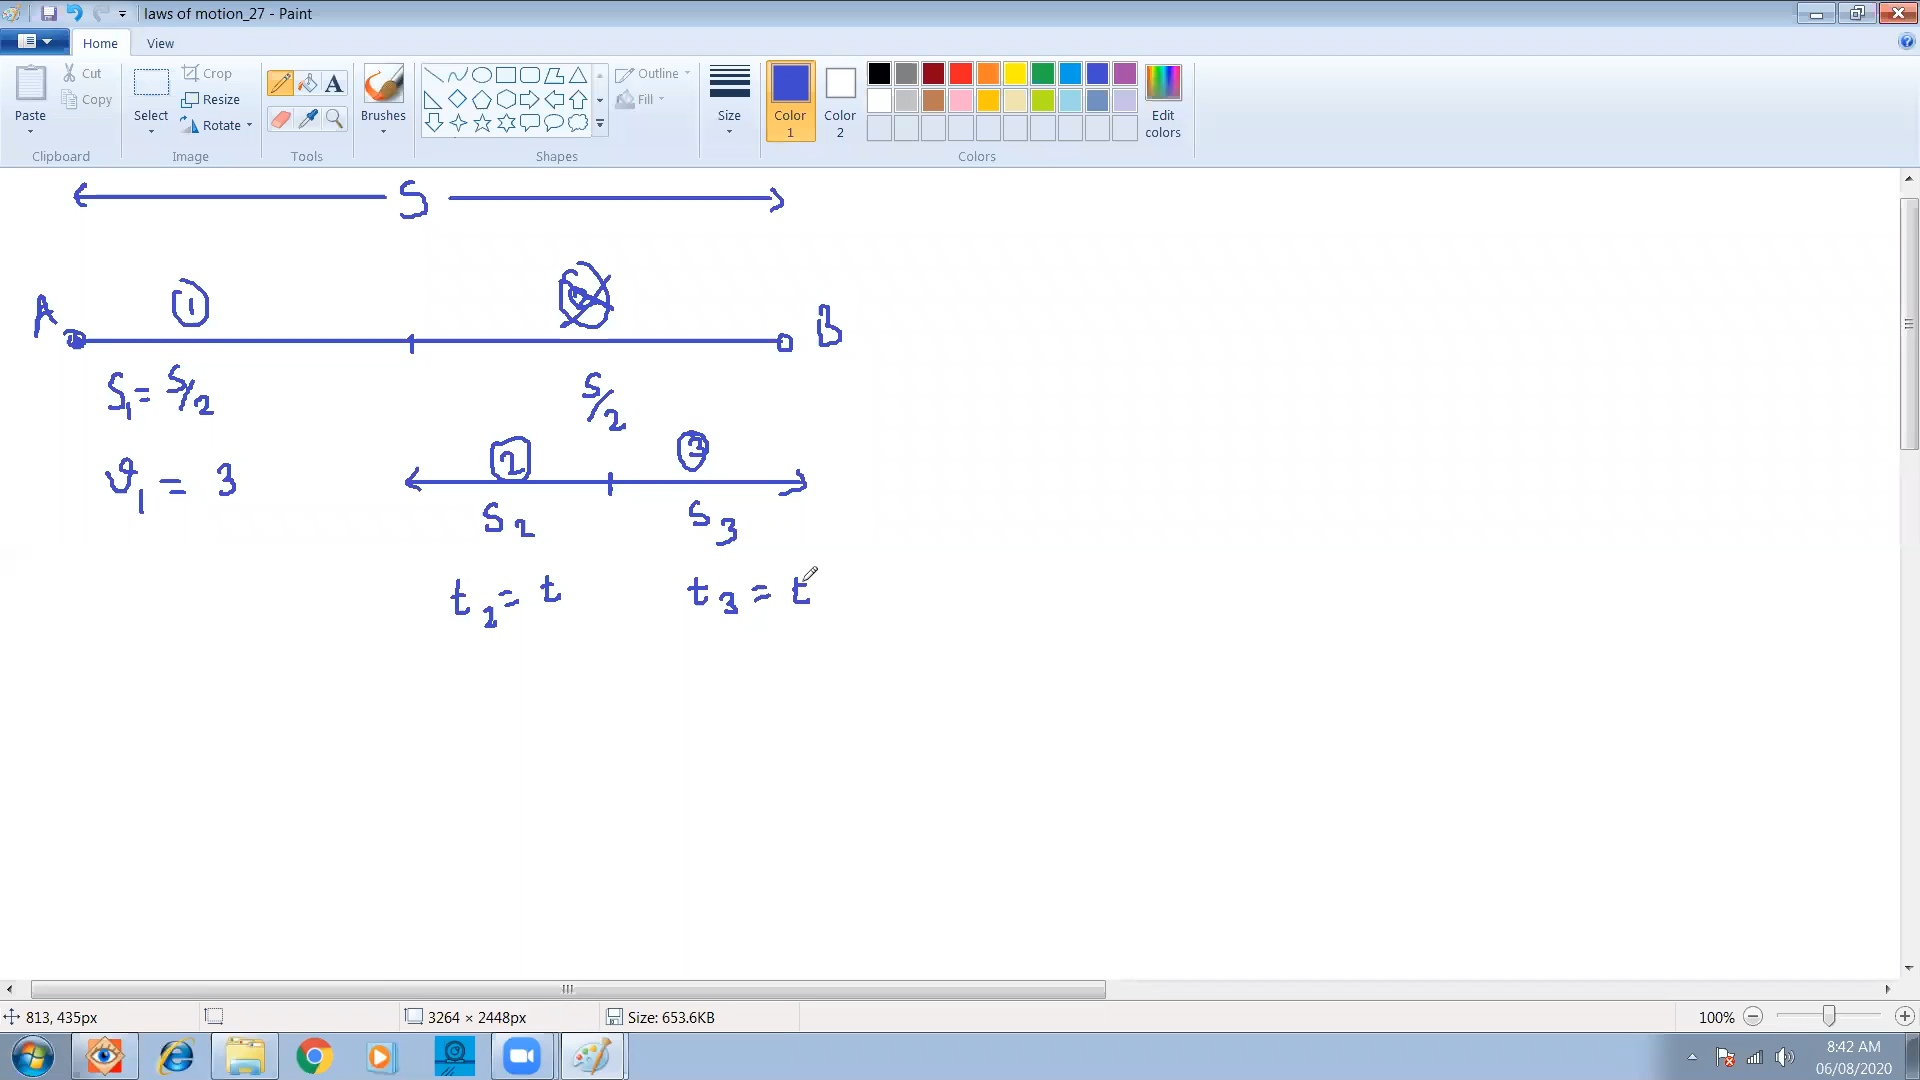 laws of motion_27 - Paint
Home View
Paste Cut Copy Select Crop Resize Rotate Brushes Outline Fill Size Color 1 Color 2 Edit colors
Clipboard Image Tools Shapes Colors
S
1
A B
S1 = S/2 S/2
2 3
v1 = 3
S2 S3
t2 = t t3 = t
813, 435px 3264 × 2448px Size: 653.6KB 100%
8:42 AM
06/08/2020